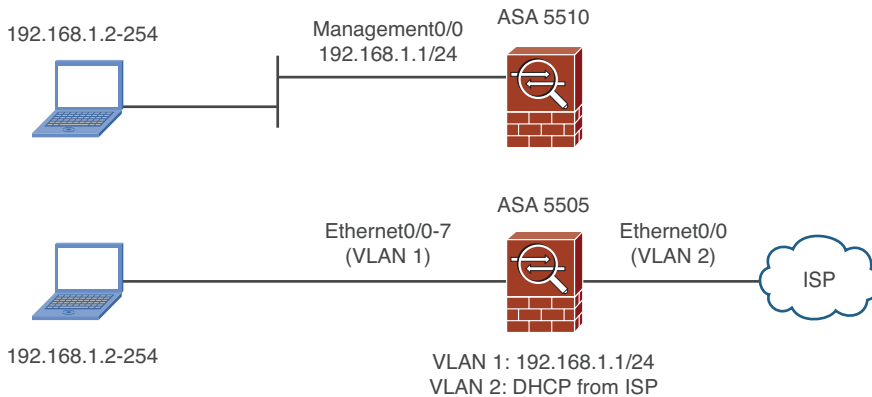 ASA 5510
192.168.1.2-254
Management0/0
192.168.1.1/24
ASA 5505
Ethernet0/0-7
(VLAN 1)
Ethernet0/0
(VLAN 2)
ISP
192.168.1.2-254
VLAN 1: 192.168.1.1/24
VLAN 2: DHCP from ISP